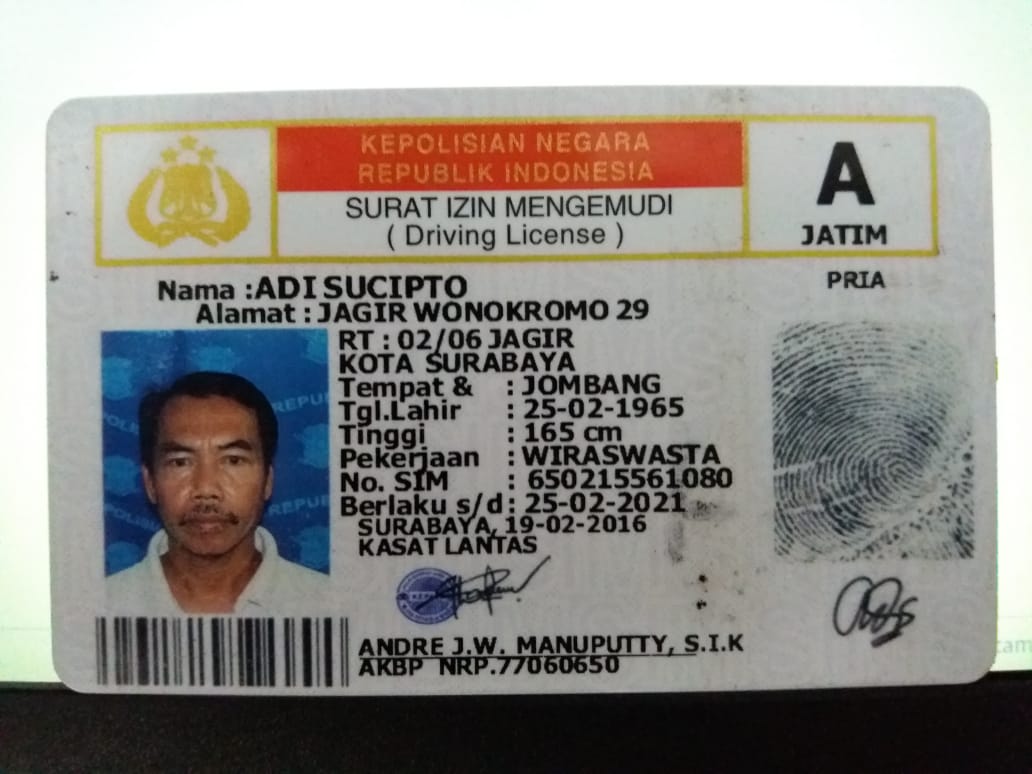 KEPOLISIAN NEGARA
REPUBLIK INDONESIA
SURAT IZIN MENGEMUDI
( Driving License )
A
JATIM
PRIA
Nama : ADI SUCIPTO
Alamat : JAGIR WONOKROMO 29
RT : 02/06 JAGIR
KOTA SURABAYA
Tempat & : JOMBANG
Tgl.Lahir : 25-02-1965
Tinggi : 165 cm
Pekerjaan : WIRASWASTA
No. SIM : 650215561080
Berlaku s/d : 25-02-2021
SURABAYA, 19-02-2016
KASAT LANTAS
ANDRE J.W. MANUPUTTY, S.I.K
AKBP NRP.77060650